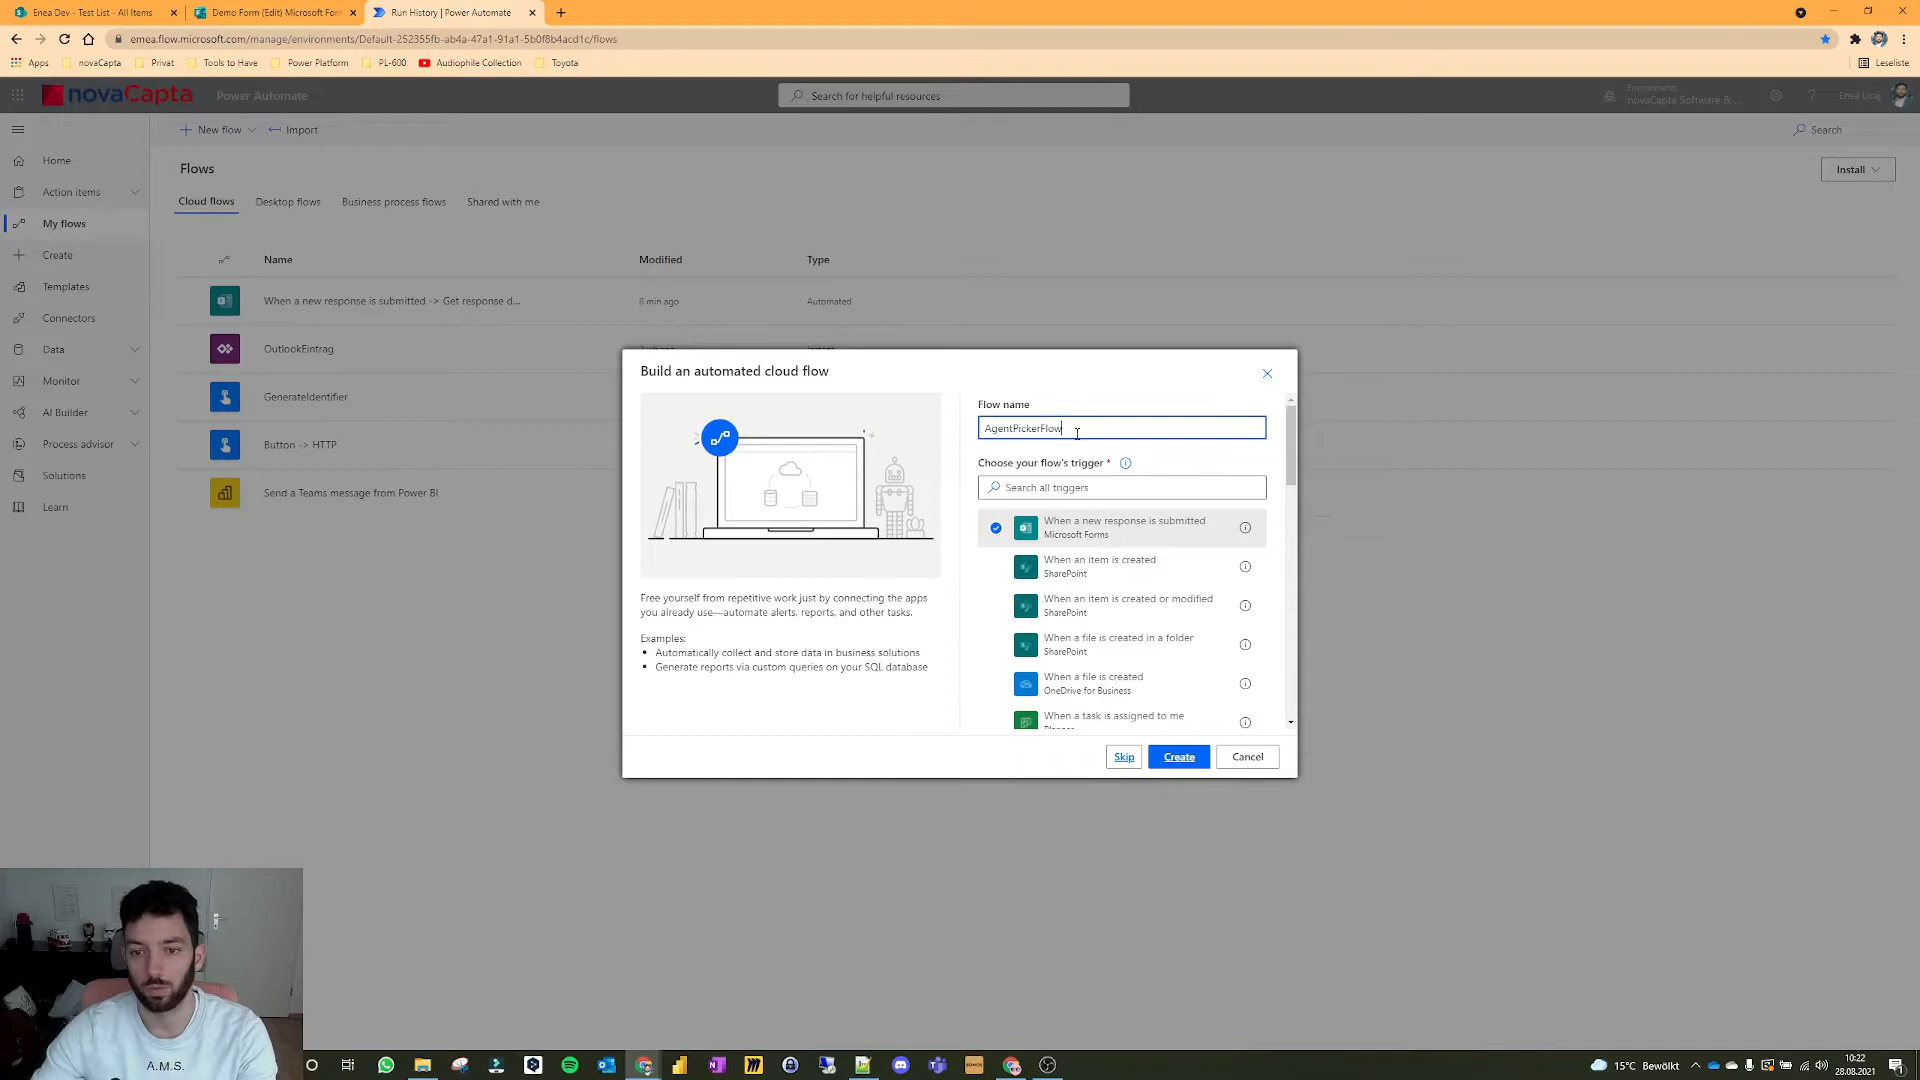 Enea Dev - Test List - All Items
Demo Form (Edit) Microsoft Form
Run History | Power Automate
emea.flow.microsoft.com/manage/environments/Default-252355fb-ab4a-47a1-91a1-5b0f8b4acd1c/flows
Apps novaCapta Privat Tools to Have Power Platform PL-600 Audiophile Collection Toyota Leseliste
novaCapta Power Automate
Search for helpful resources
Environments
novaCapta Software & ...
New flow Import
Search
Home
Action items
My flows
Create
Templates
Connectors
Data
Monitor
AI Builder
Process advisor
Solutions
Learn
Flows
Install
Cloud flows Desktop flows Business process flows Shared with me
Name Modified Type
When a new response is submitted -> Get response d... 8 min ago Automated
OutlookEintrag
GenerateIdentifier
Button -> HTTP
Send a Teams message from Power BI
Build an automated cloud flow
Free yourself from repetitive work just by connecting the apps
you already use—automate alerts, reports, and other tasks.
Examples:
• Automatically collect and store data in business solutions
• Generate reports via custom queries on your SQL database
Flow name
AgentPickerFlow
Choose your flow's trigger *
Search all triggers
When a new response is submitted
Microsoft Forms
When an item is created
SharePoint
When an item is created or modified
SharePoint
When a file is created in a folder
SharePoint
When a file is created
OneDrive for Business
When a task is assigned to me
Planner
Skip Create Cancel
A.M.S.
15°C Bewölkt
10:22
28.08.2021